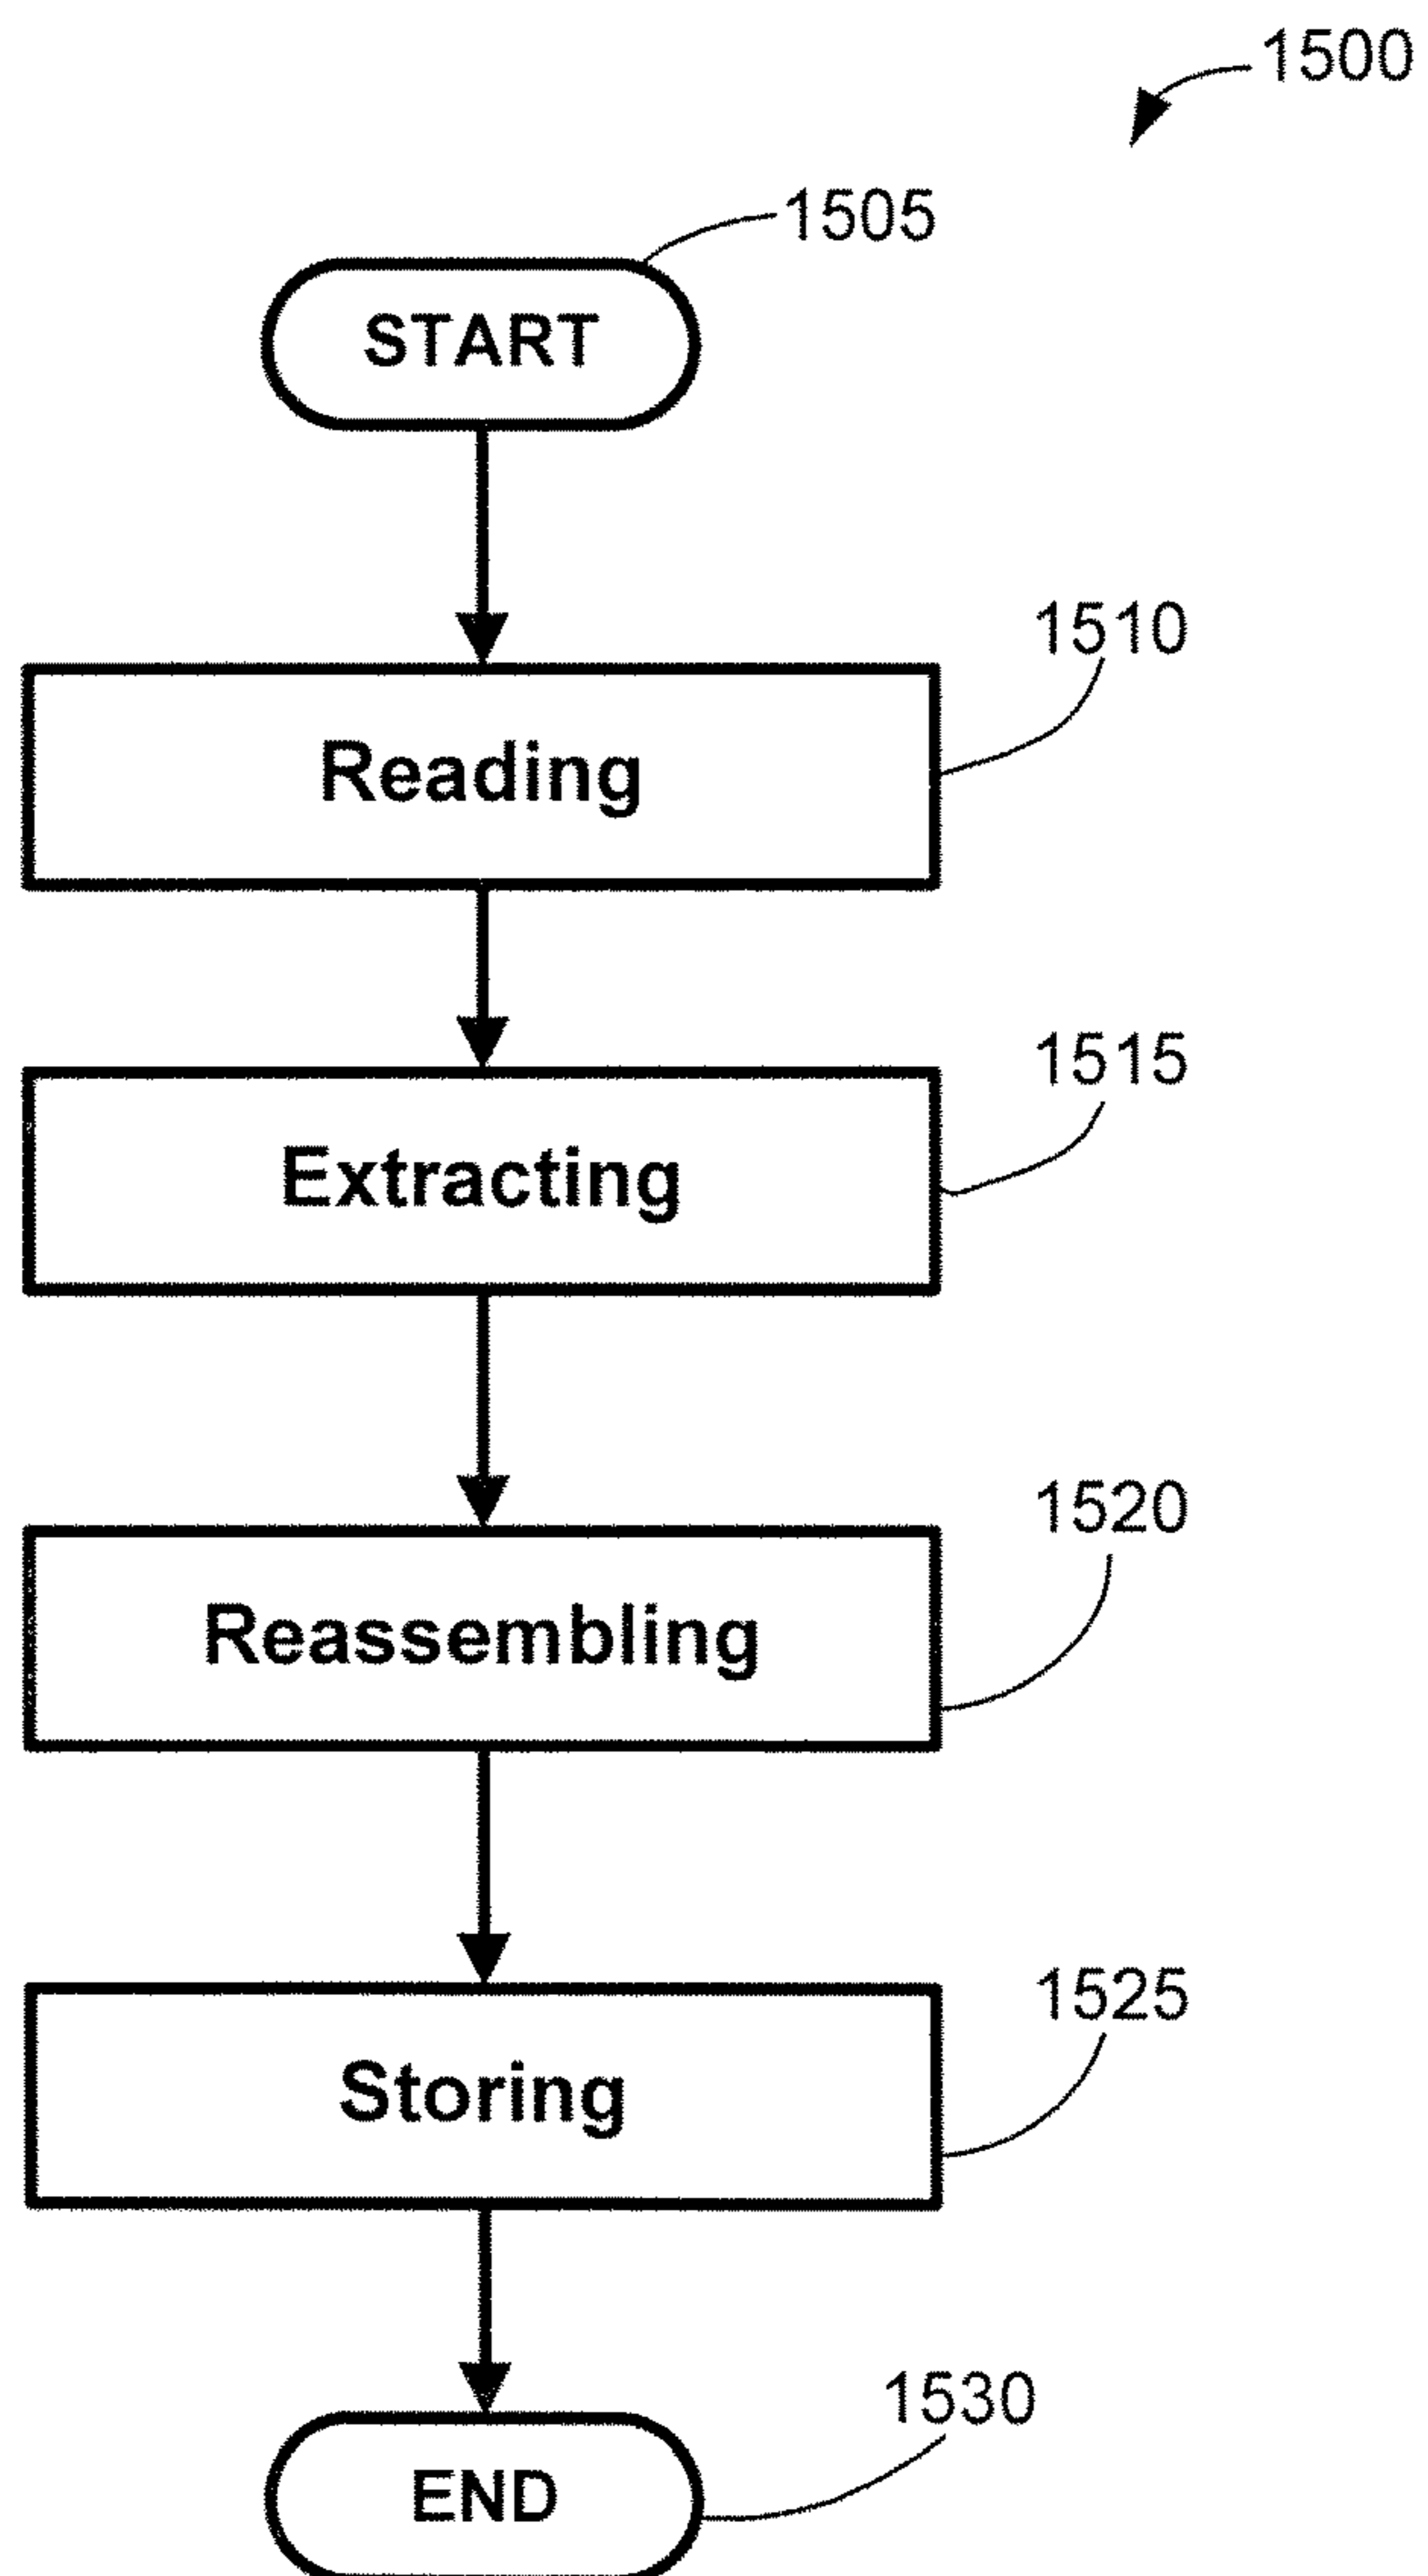 1500
1505
START
1510
Reading
1515
Extracting
1520
Reassembling
1525
Storing
1530
END